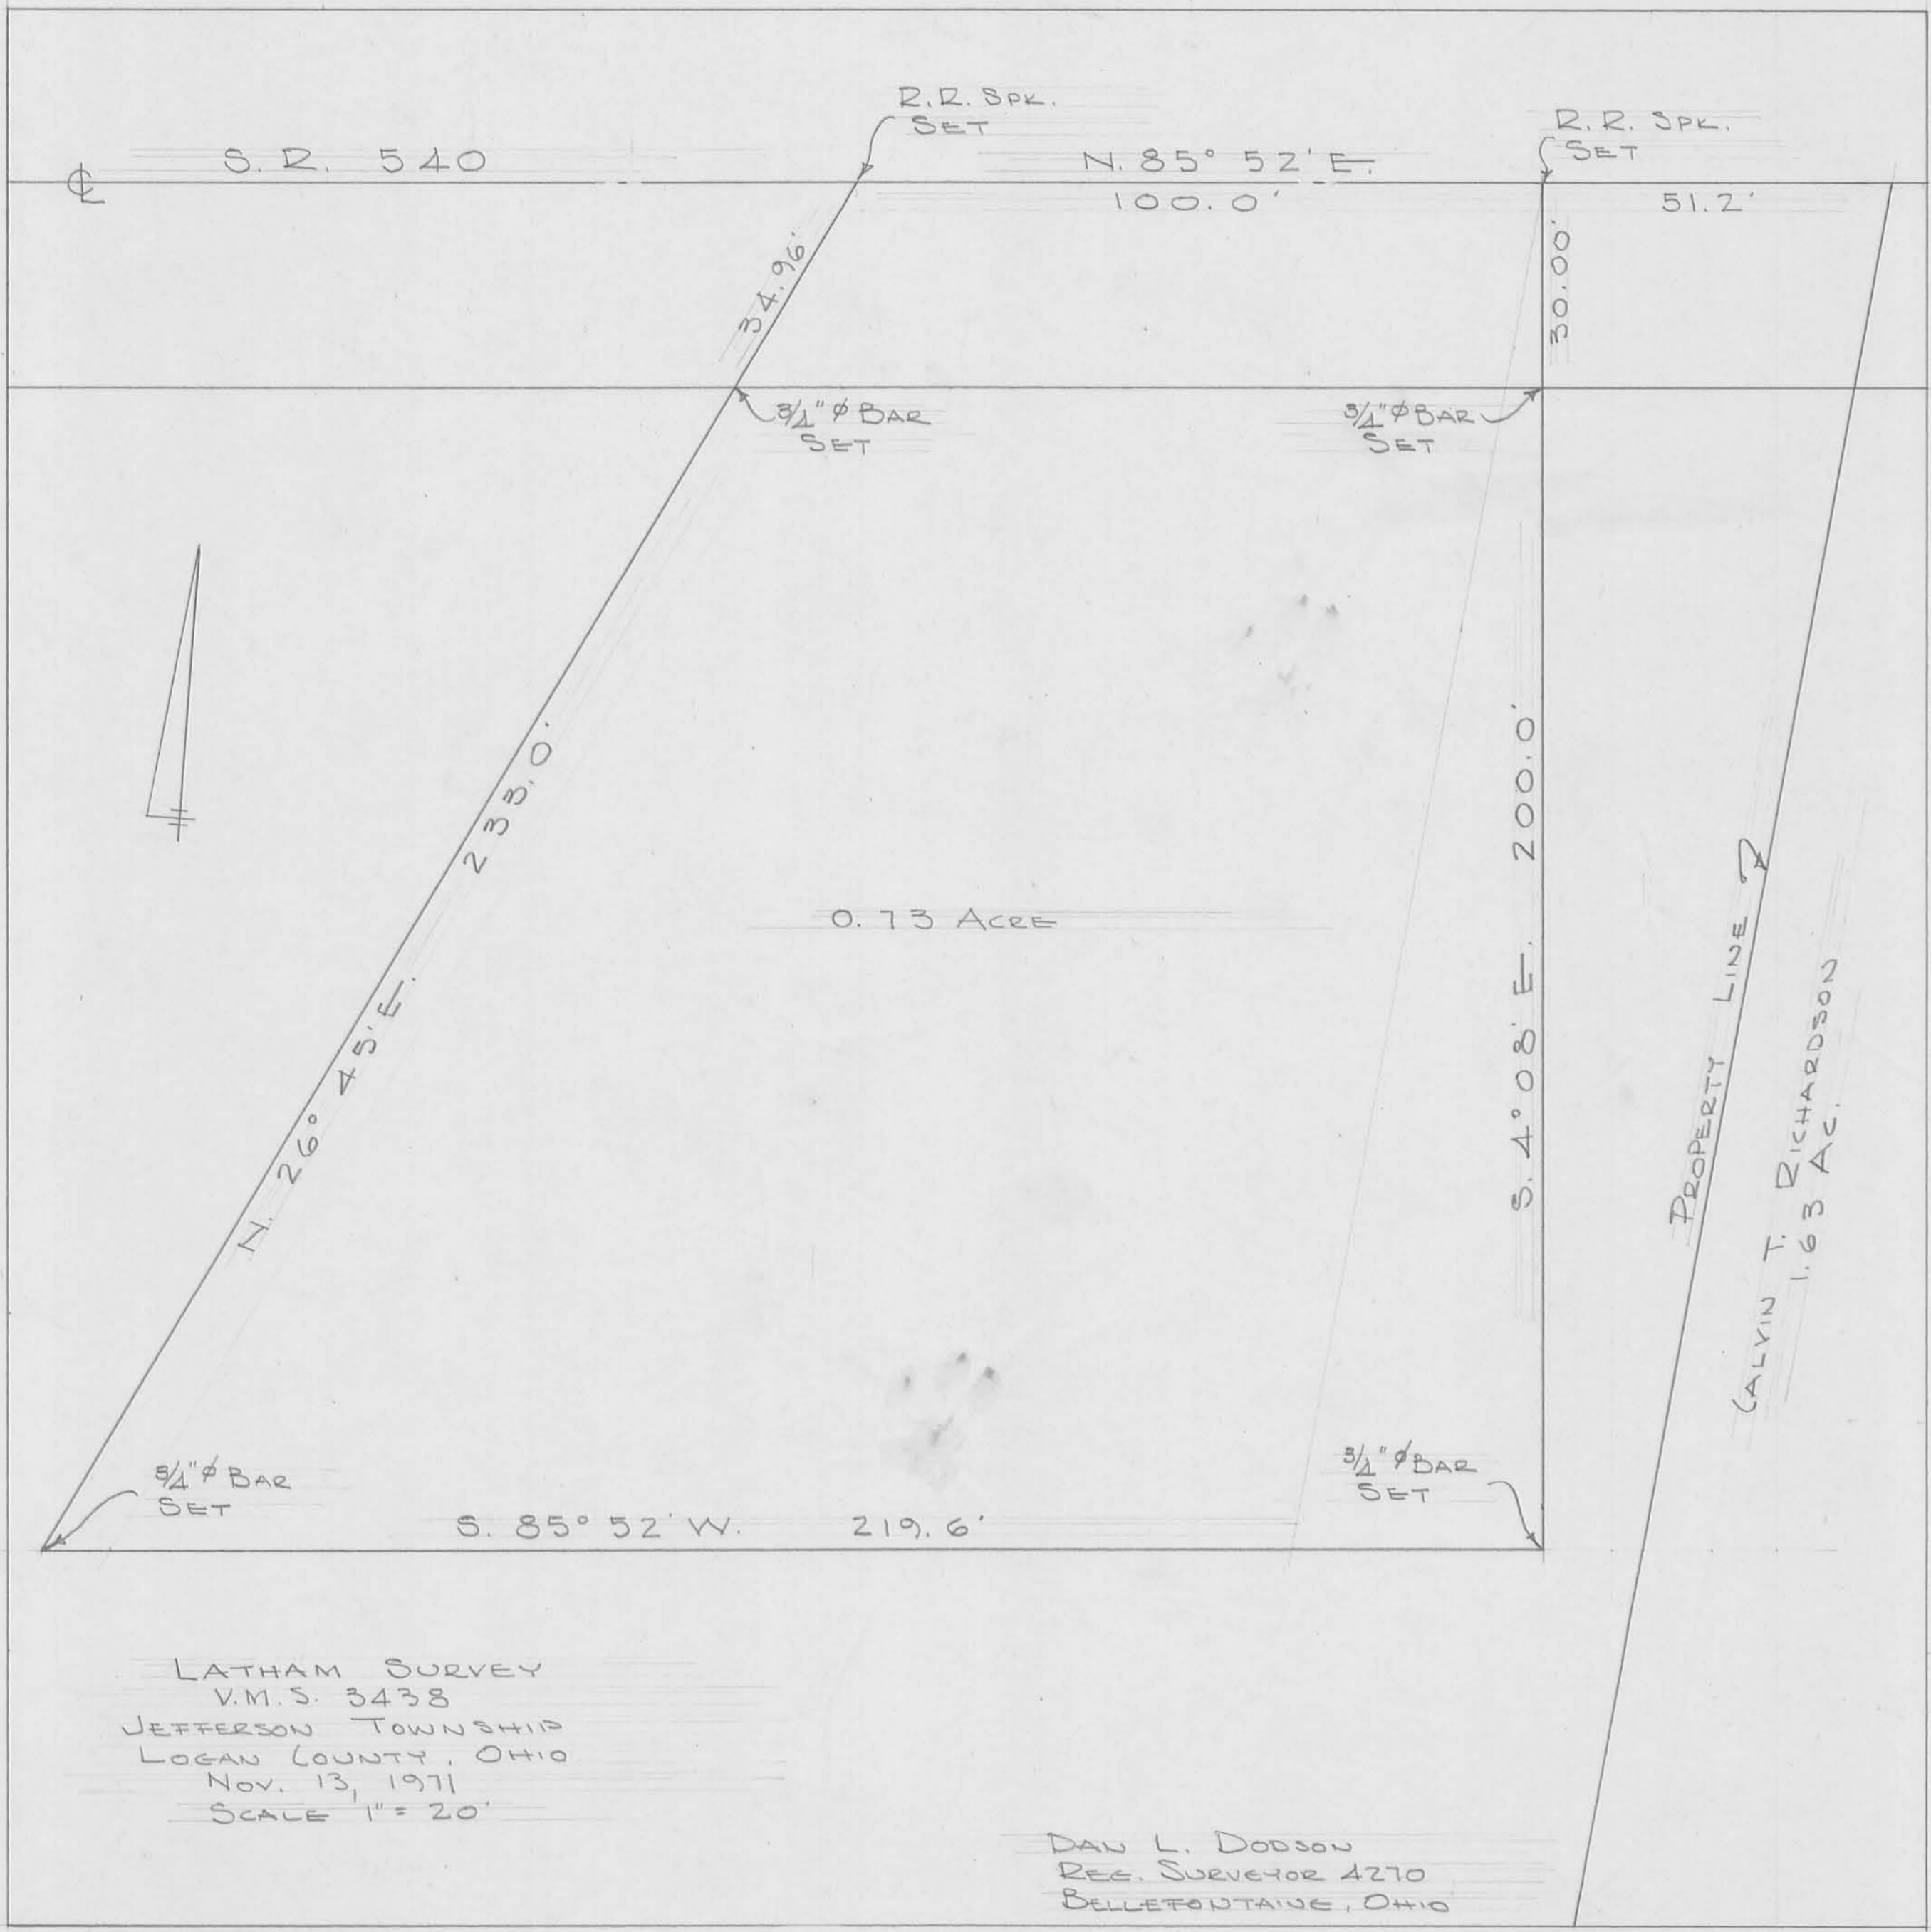 R.R. SPK.
SET
R.R. SPK.
SET
S.R. 540
N. 85° 52' E.
℄
100.0'
51.2'
34.96'
30.00'
3/4" ϕ BAR
SET
3/4" ϕ BAR
SET
N. 26° 45' E. 233.0'
S. 4° 08' E. 200.0'
0.73 ACRE
PROPERTY LINE
CALVIN T. RICHARDSON
1.63 AC.
3/4" ϕ BAR
SET
3/4" ϕ BAR
SET
S. 85° 52' W. 219.6'
LATHAM SURVEY
V.M.S. 3438
JEFFERSON TOWNSHIP
LOGAN COUNTY, OHIO
NOV. 13, 1971
SCALE 1" = 20'
DAN L. DODSON
REG. SURVEYOR 4270
BELLEFONTAINE, OHIO